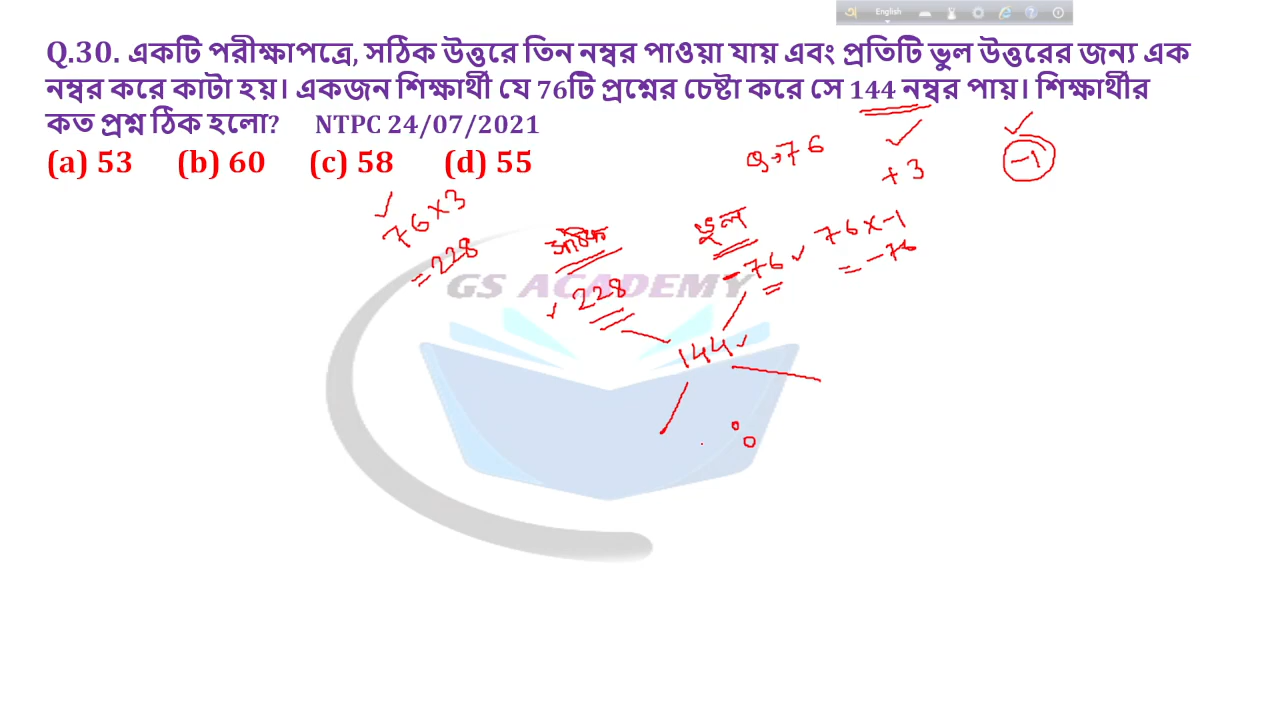 English
Q.30. একটি পরীক্ষাপত্রে, সঠিক উত্তরে তিন নম্বর পাওয়া যায় এবং প্রতিটি ভুল উত্তরের জন্য এক
নম্বর করে কাটা হয়। একজন শিক্ষার্থী যে 76টি প্রশ্নের চেষ্টা করে সে 144 নম্বর পায়। শিক্ষার্থীর
কত প্রশ্ন ঠিক হলো? NTPC 24/07/2021
(a) 53 (b) 60 (c) 58 (d) 55
Q→76
+3
-1
76×3
=228
সঠিক
ভুল
76×-1
=-76
228
-76
GS ACADEMY
144